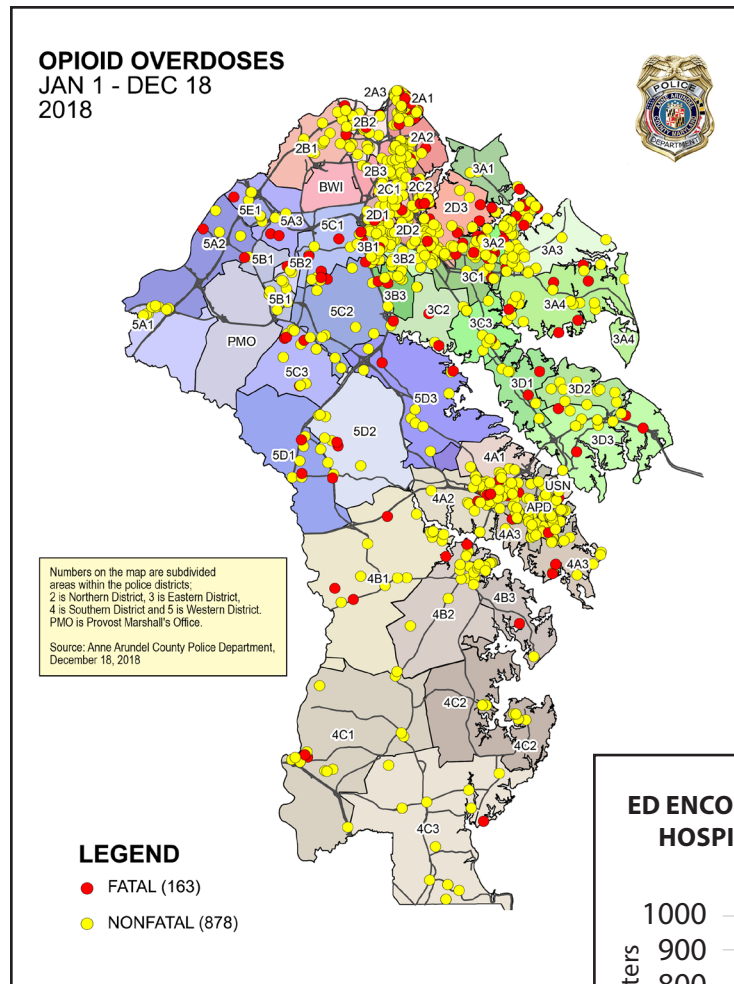 OPIOID OVERDOSES
JAN 1 - DEC 18
2018
POLICE
ANNE ARUNDEL
COUNTY MARYLAND
DEPARTMENT
2A3
2A1
2B2
2A2
2B1
2B3
3A1
BWI
2C1
2C2
5E1
5A3
5C1
2D1
2D3
5A2
2D2
3A2
3A3
5B1
5B2
3B1
3B2
3C1
5B1
3B3
3A4
5A1
5C2
3C2
3C3
PMO
3A4
5C3
3D1
3D2
5D3
5D2
3D3
5D1
4A1
USN
4A2
APD
4A3
4A3
4B1
4B3
4B2
4C2
4C1
4C2
4C3
Numbers on the map are subdivided
areas within the police districts;
2 is Northern District, 3 is Eastern District,
4 is Southern District and 5 is Western District.
PMO is Provost Marshall's Office.
Source: Anne Arundel County Police Department,
December 18, 2018
LEGEND
FATAL (163)
NONFATAL (878)
ED ENCO
HOSPI
1000
900
800
ters